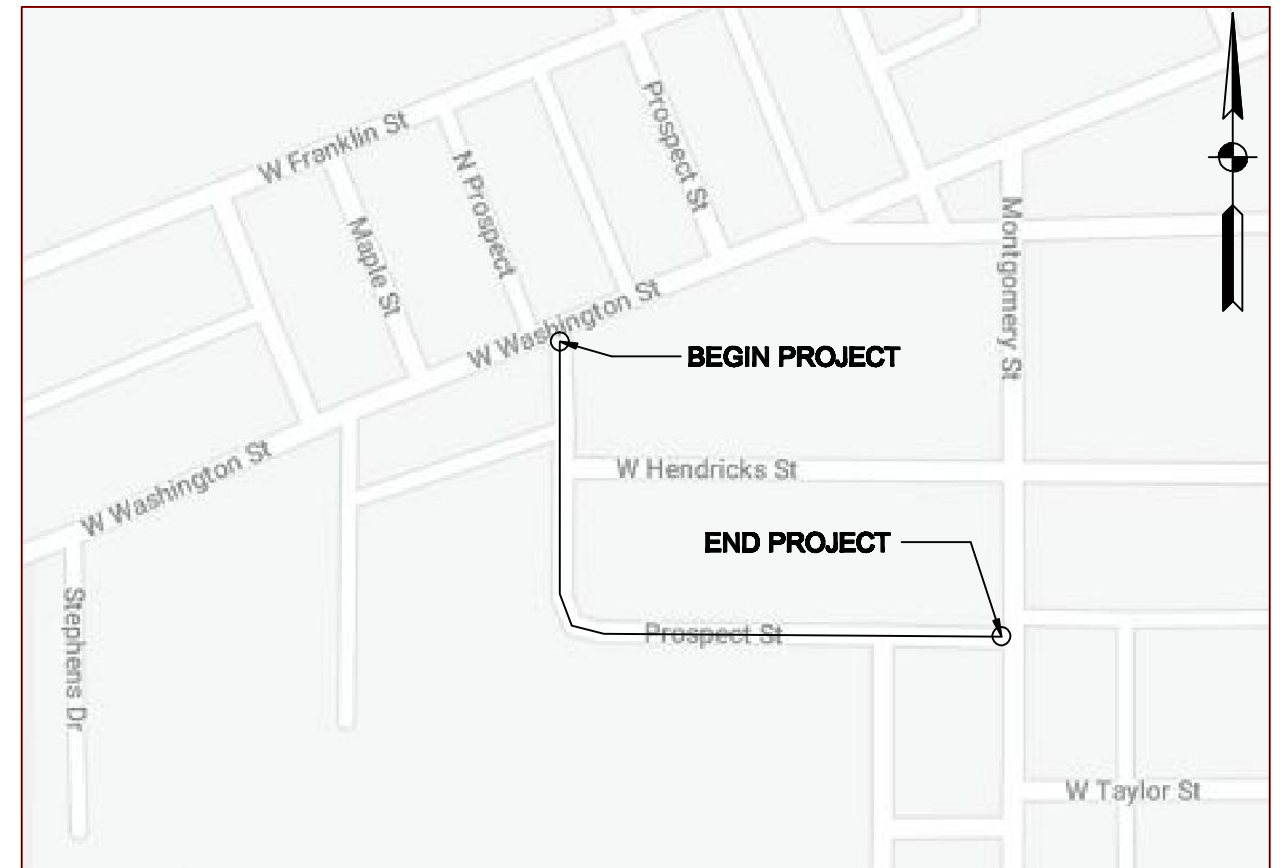 W Franklin St
Prospect St
N Prospect
Maple St
Montgomery St
W Washington St
BEGIN PROJECT
W Washington St
W Hendricks St
END PROJECT
Stephens Dr
Prospect St
W Taylor St